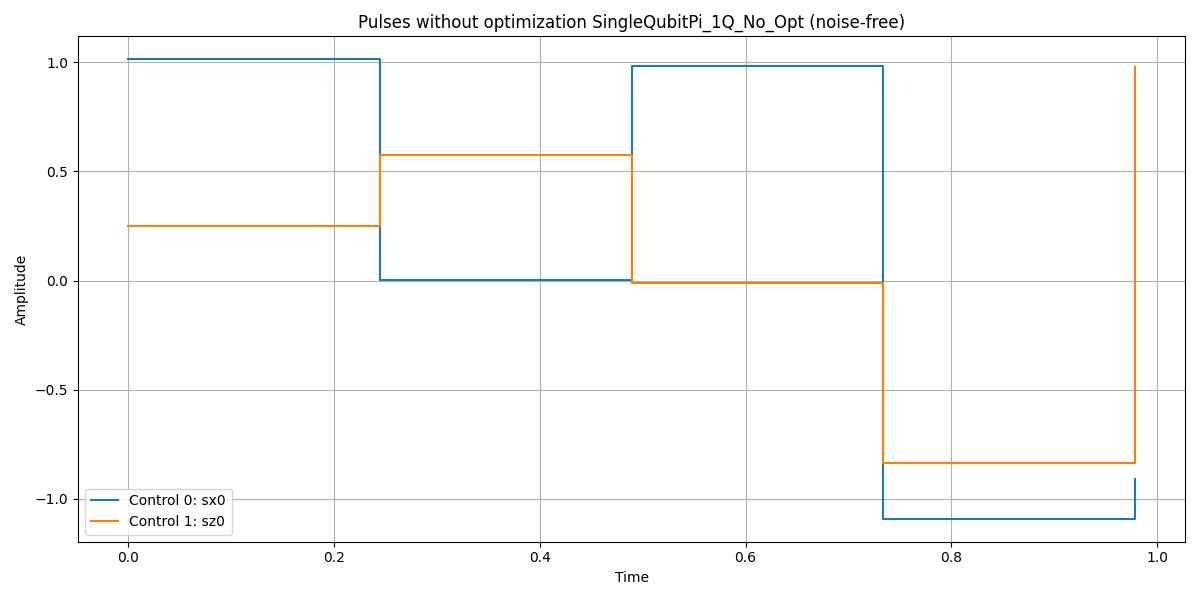 Pulses without optimization SingleQubitPi_1Q_No_Opt (noise-free)
1.0
0.5
0.0
−0.5
−1.0
Amplitude
Control 0: sx0
Control 1: sz0
0.0 0.2 0.4 0.6 0.8 1.0
Time